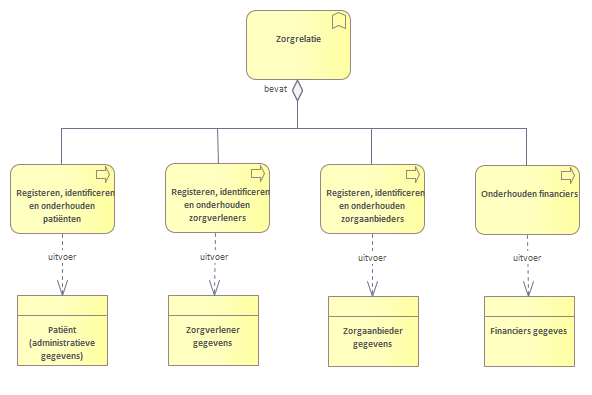 Zorgrelatie
bevat
Registeren, identificeren
en onderhouden
patiënten
Registeren, identificeren
en onderhouden
zorgverleners
Registeren, identificeren
en onderhouden
zorgaanbieders
Onderhouden financiers
uitvoer
uitvoer
uitvoer
uitvoer
Patiënt
(administratieve
gegevens)
Zorgverlener
gegevens
Zorgaanbieder
gegevens
Financiers gegeves